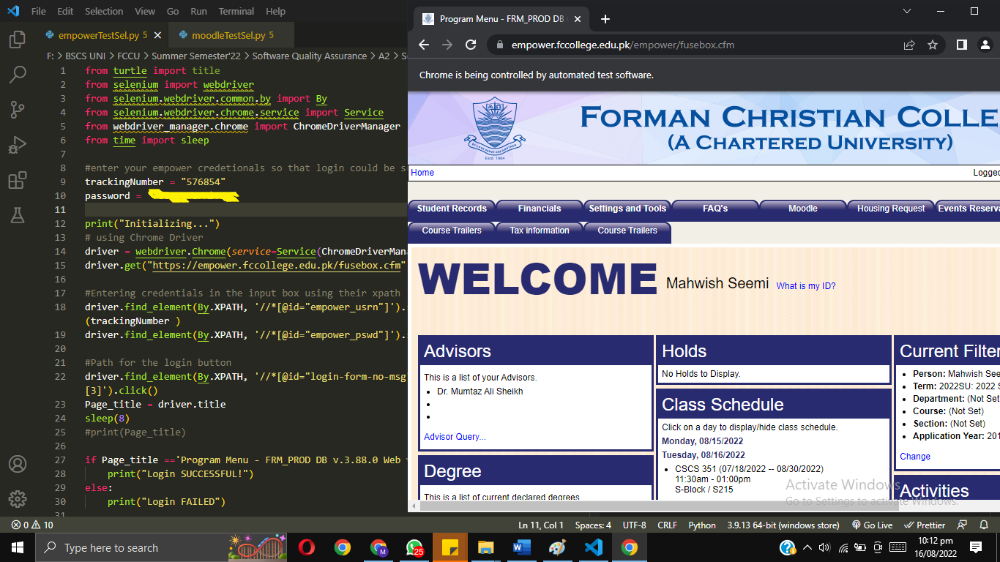 File Edit Selection View Go Run Terminal Help
empowerTestSel.py 5
moodleTestSel.py 5
F: > BSCS UNI > FCCU > Summer Semester'22 > Software Quality Assurance > A2 > S
1 from turtle import title
2 from selenium import webdriver
3 from selenium.webdriver.common.by import By
4 from selenium.webdriver.chrome.service import Service
5 from webdriver_manager.chrome import ChromeDriverManager
6 from time import sleep
7
8 #enter your empower credetionals so that login could be s
9 trackingNumber = "576854"
10 password =
11
12 print("Initializing...")
13 # using Chrome Driver
14 driver = webdriver.Chrome(service=Service(ChromeDriverMan
15 driver.get("https://empower.fccollege.edu.pk/fusebox.cfm"
16
17 #Entering credentials in the input box using their xpath
18 driver.find_element(By.XPATH, '//*[@id="empower_usrn"]').
(trackingNumber )
19 driver.find_element(By.XPATH, '//*[@id="empower_pswd"]').
20
21 #Path for the login button
22 driver.find_element(By.XPATH, '//*[@id="login-form-no-msg
[3]').click()
23 Page_title = driver.title
24 sleep(8)
25 #print(Page_title)
26
27 if Page_title =='Program Menu - FRM_PROD DB v.3.88.0 Web
28 print("Login SUCCESSFUL!")
29 else:
30 print("Login FAILED")
31
0 10
Ln 11, Col 1 Spaces: 4 UTF-8 CRLF Python 3.9.13 64-bit (windows store) Go Live Prettier
Program Menu - FRM_PROD DB
empower.fccollege.edu.pk/empower/fusebox.cfm
Chrome is being controlled by automated test software.
BY LOVE SERVE ONE ANOTHER
Estd. 1864
FORMAN CHRISTIAN COLLE
(A CHARTERED UNIVERSITY)
Home
Logged
Student Records Financials Settings and Tools FAQ's Moodle Housing Request Events Reserva
Course Trailers Tax information Course Trailers
WELCOME Mahwish Seemi What is my ID?
Advisors
This is a list of your Advisors.
• Dr. Mumtaz Ali Sheikh
•
•
Advisor Query...
Degree
This is a list of current declared degrees
Holds
No Holds to Display.
Class Schedule
Click on a day to display/hide class schedule.
Monday, 08/15/2022
Tuesday, 08/16/2022
• CSCS 351 (07/18/2022 -- 08/30/2022)
11:30am - 01:00pm
S-Block / S215
Current Filter
• Person: Mahwish See
• Term: 2022SU: 2022 S
• Department: (Not Set
• Course: (Not Set)
• Section: (Not Set)
• Application Year: 201
Change
Activities
Activate Windows
Go to Settings to activate Windows.
Type here to search
M
25
10:12 pm
16/08/2022